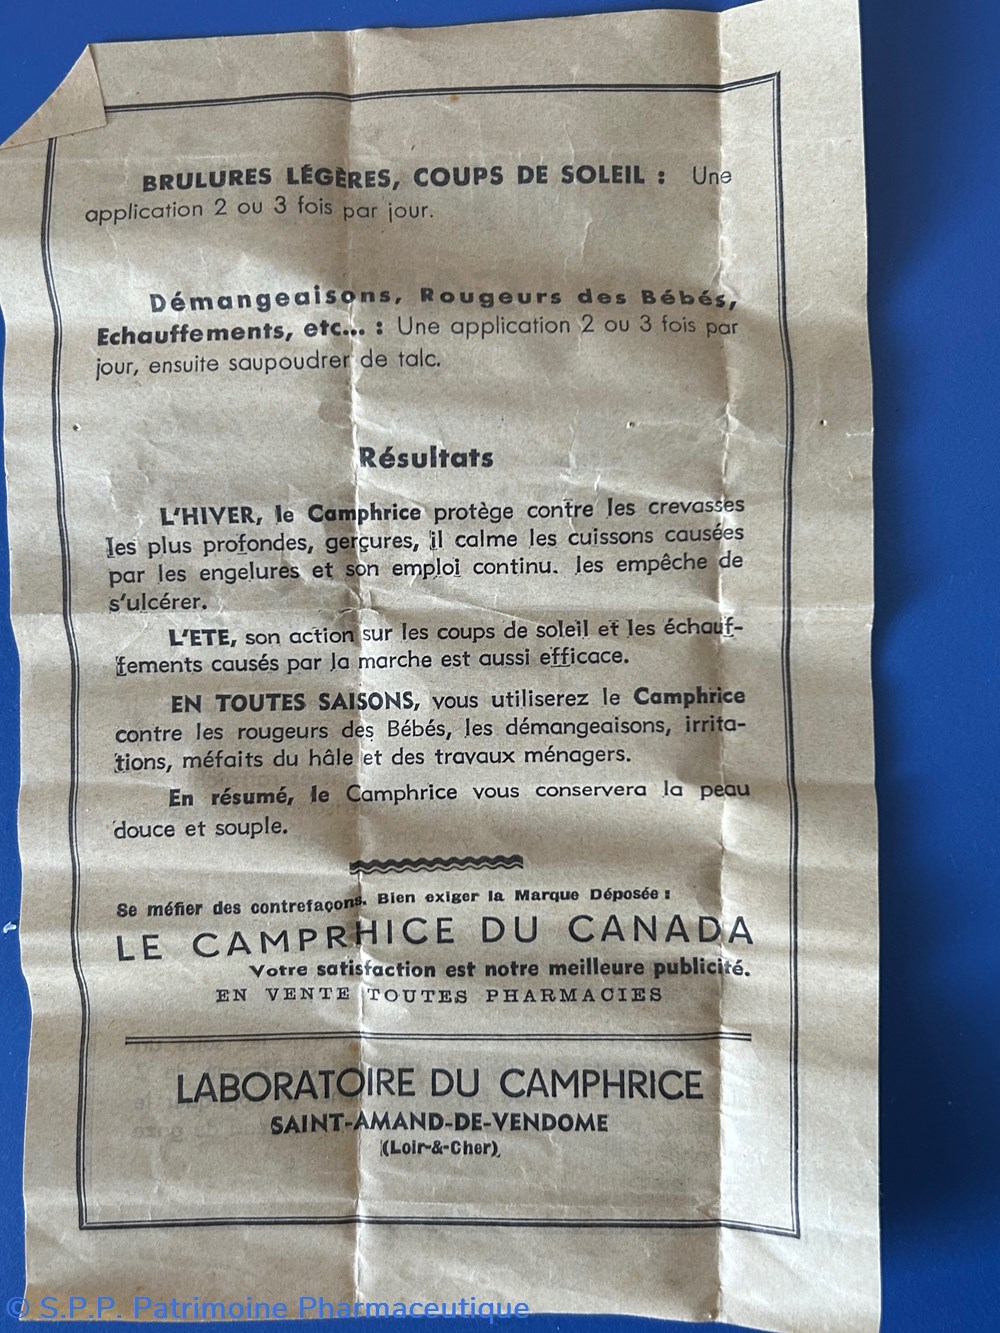 BRULURES LÉGÈRES, COUPS DE SOLEIL : Une
application 2 ou 3 fois par jour.
Démangeaisons, Rougeurs des Bébés,
Echauffements, etc... : Une application 2 ou 3 fois par
jour, ensuite saupoudrer de talc.
Résultats
L'HIVER, le Camphrice protège contre les crevasses
les plus profondes, gerçures, il calme les cuissons causées
par les engelures et son emploi continu. les empêche de
s'ulcérer.
L'ETE, son action sur les coups de soleil et les échauf-
fements causés par la marche est aussi efficace.
EN TOUTES SAISONS, vous utiliserez le Camphrice
contre les rougeurs des Bébés, les démangeaisons, irrita-
tions, méfaits du hâle et des travaux ménagers.
En résumé, le Camphrice vous conservera la peau
douce et souple.
Se méfier des contrefaçons. Bien exiger la Marque Déposée :
LE CAMPRHICE DU CANADA
Votre satisfaction est notre meilleure publicité.
EN VENTE TOUTES PHARMACIES
LABORATOIRE DU CAMPHRICE
SAINT-AMAND-DE-VENDOME
(Loir-&-Cher)
© S.P.P. Patrimoine Pharmaceutique